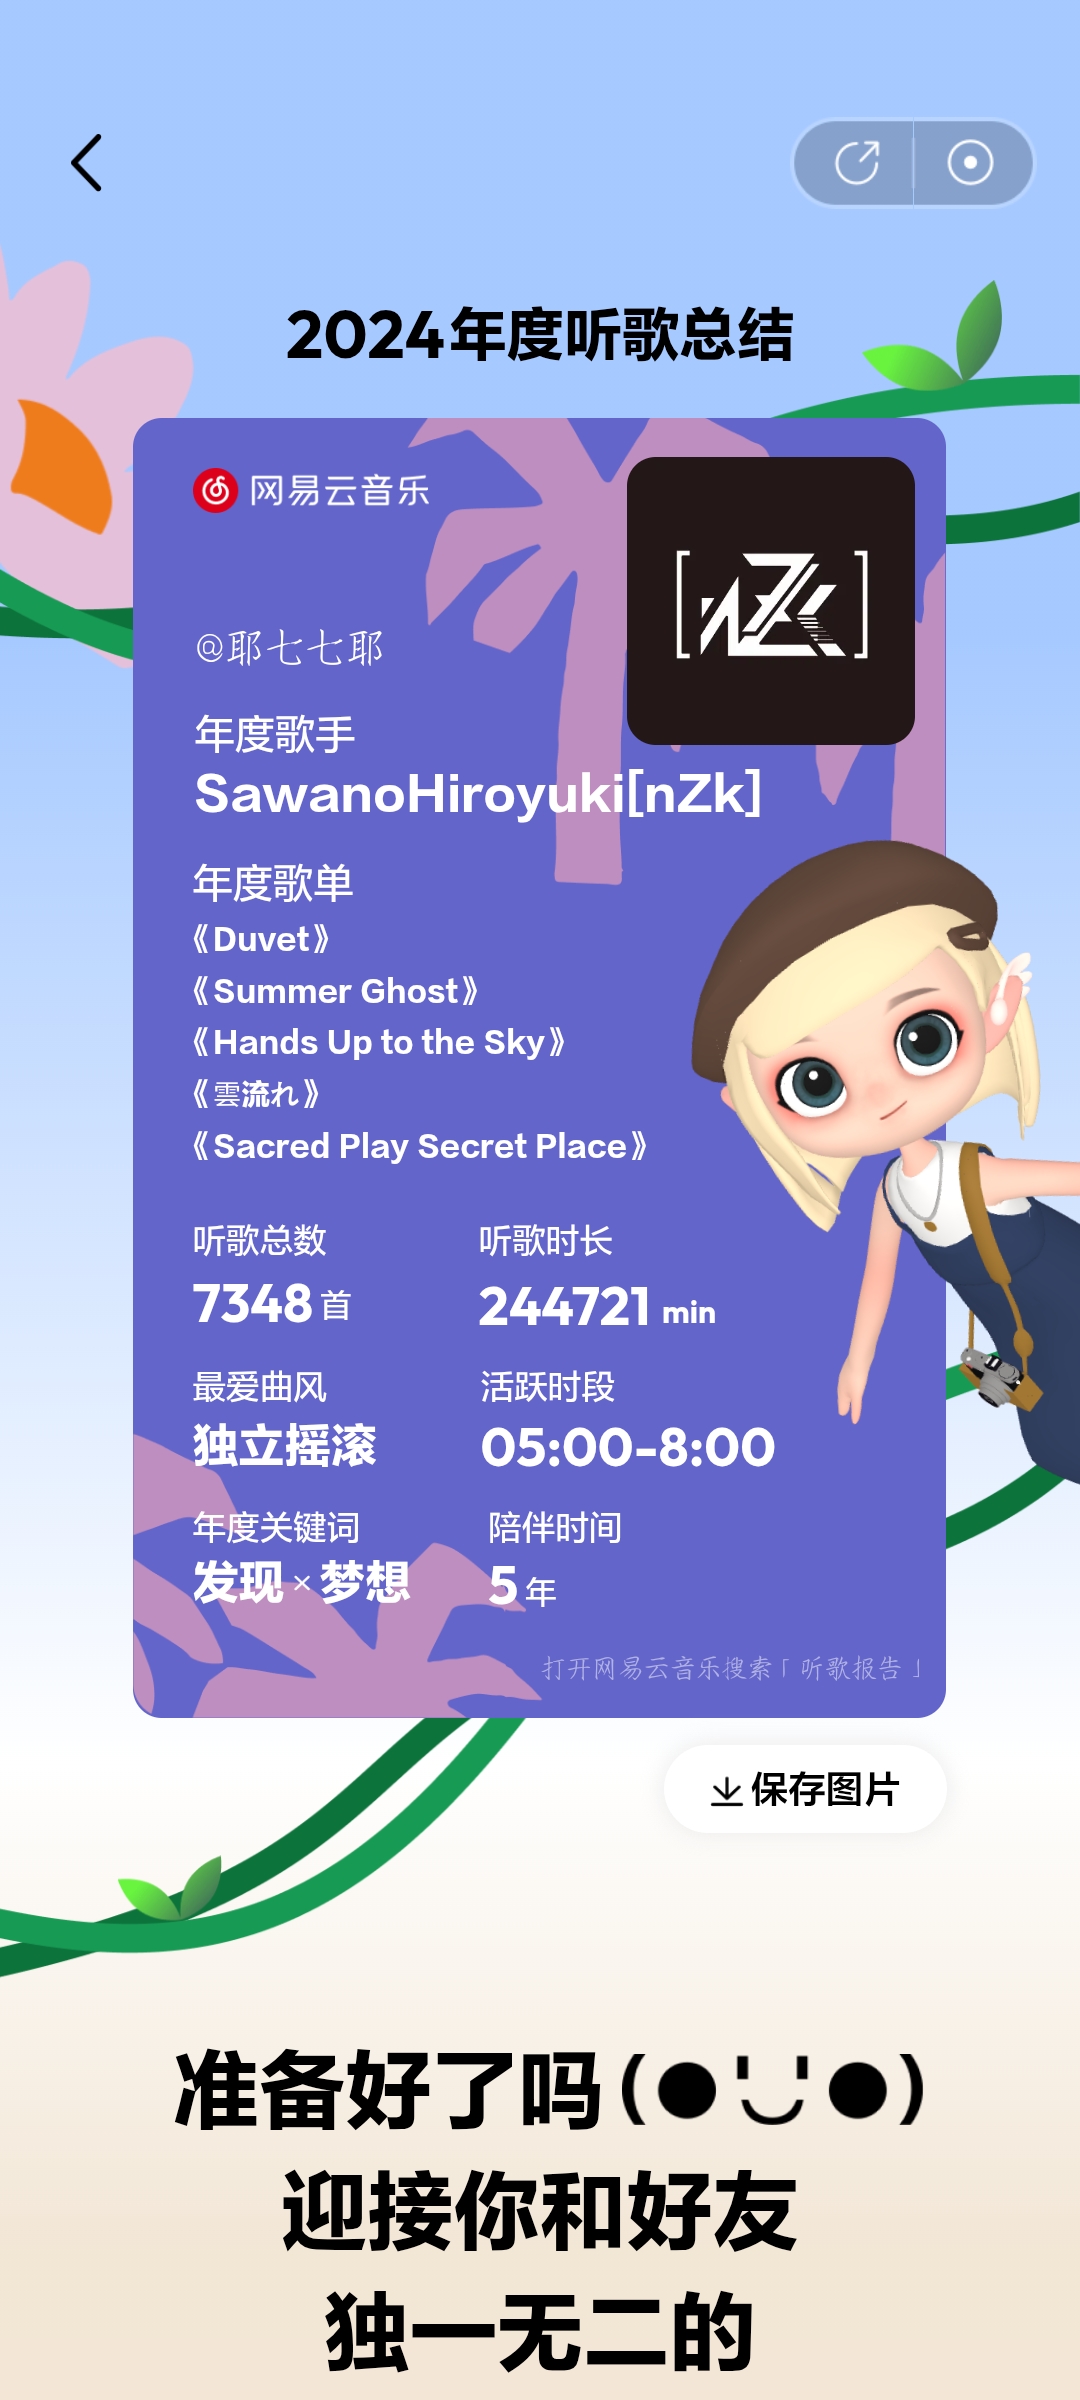 2024年度听歌总结
网易云音乐
[nZk]
@耶七七耶
年度歌手
SawanoHiroyuki[nZk]
年度歌单
《Duvet》
《Summer Ghost》
《Hands Up to the Sky》
《雲流れ》
《Sacred Play Secret Place》
听歌总数 听歌时长
7348首 244721 min
最爱曲风 活跃时段
独立摇滚 05:00-8:00
年度关键词 陪伴时间
发现×梦想 5年
打开网易云音乐搜索「听歌报告」
保存图片
准备好了吗(●'◡'●)
迎接你和好友
独一无二的